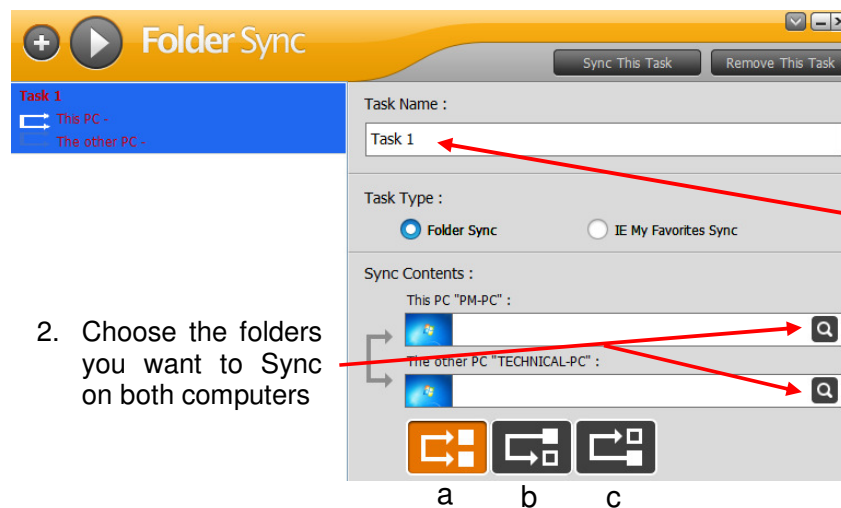 Folder Sync
Sync This Task
Remove This Task
Task 1
This PC -
The other PC -
Task Name :
Task 1
Task Type :
Folder Sync
IE My Favorites Sync
Sync Contents :
This PC "PM-PC" :
The other PC "TECHNICAL-PC" :
2. Choose the folders
you want to Sync
on both computers
a b c